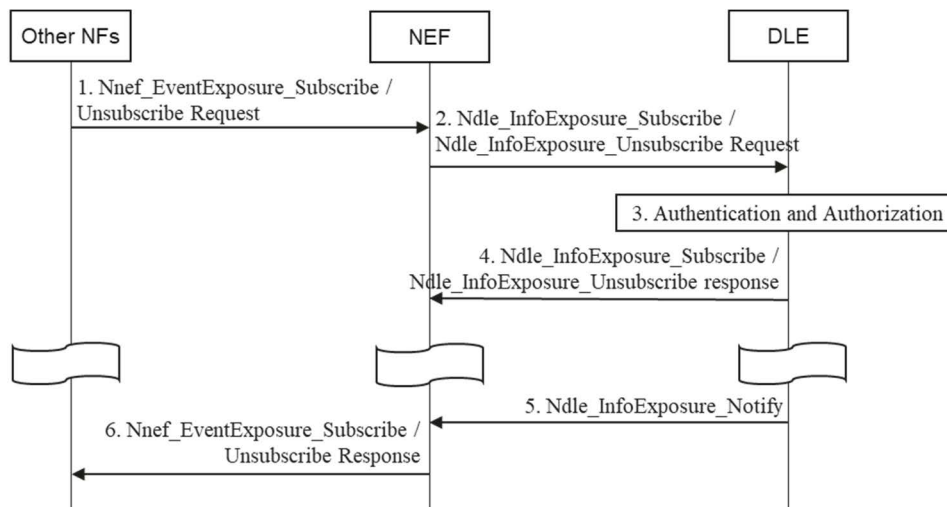 Other NFs
NEF
DLE
1. Nnef_EventExposure_Subscribe /
Unsubscribe Request
2. Ndle_InfoExposure_Subscribe /
Ndle_InfoExposure_Unsubscribe Request
3. Authentication and Authorization
4. Ndle_InfoExposure_Subscribe /
Ndle_InfoExposure_Unsubscribe response
5. Ndle_InfoExposure_Notify
6. Nnef_EventExposure_Subscribe /
Unsubscribe Response